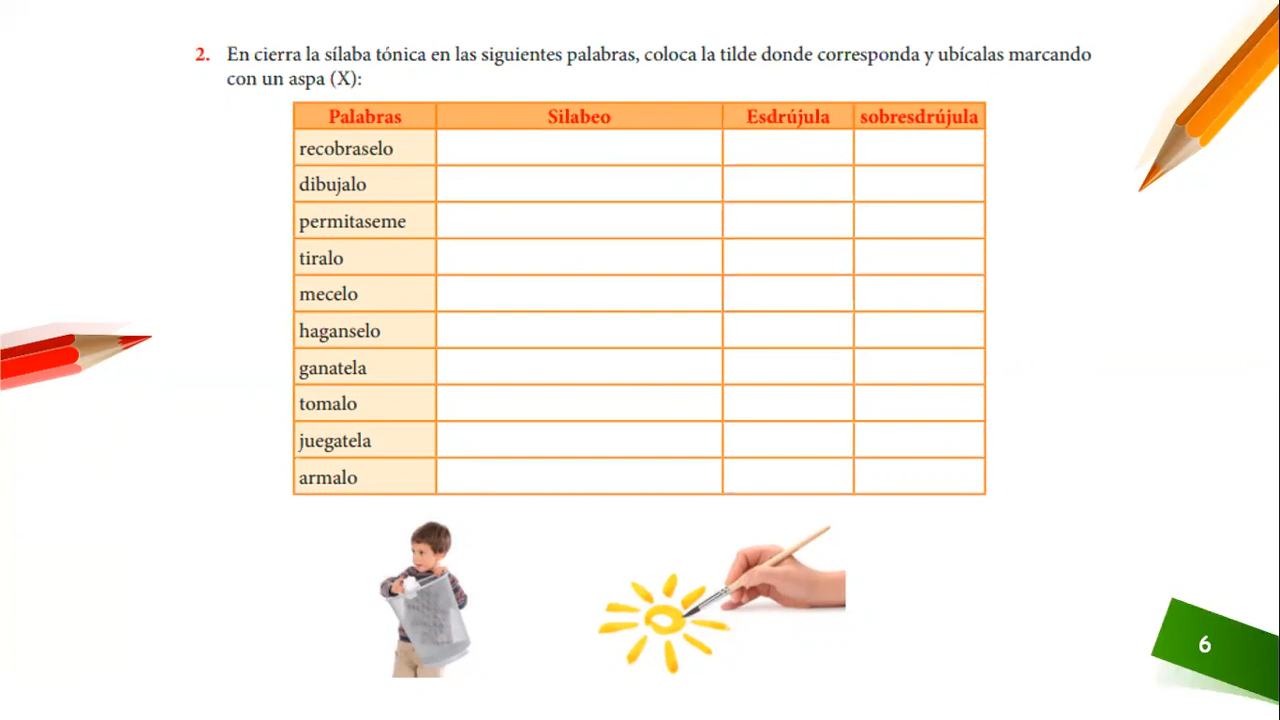 2. En cierra la sílaba tónica en las siguientes palabras, coloca la tilde donde corresponda y ubícalas marcando
con un aspa (X):
Palabras Silabeo Esdrújula sobresdrújula
recobraselo
dibujalo
permitaseme
tiralo
mecelo
haganselo
ganatela
tomalo
juegatela
armalo
6